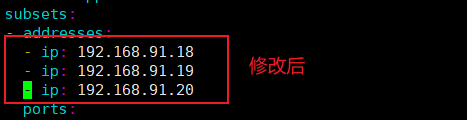 subsets:
- addresses:
  - ip: 192.168.91.18
  - ip: 192.168.91.19
  - ip: 192.168.91.20
  ports:
修改后